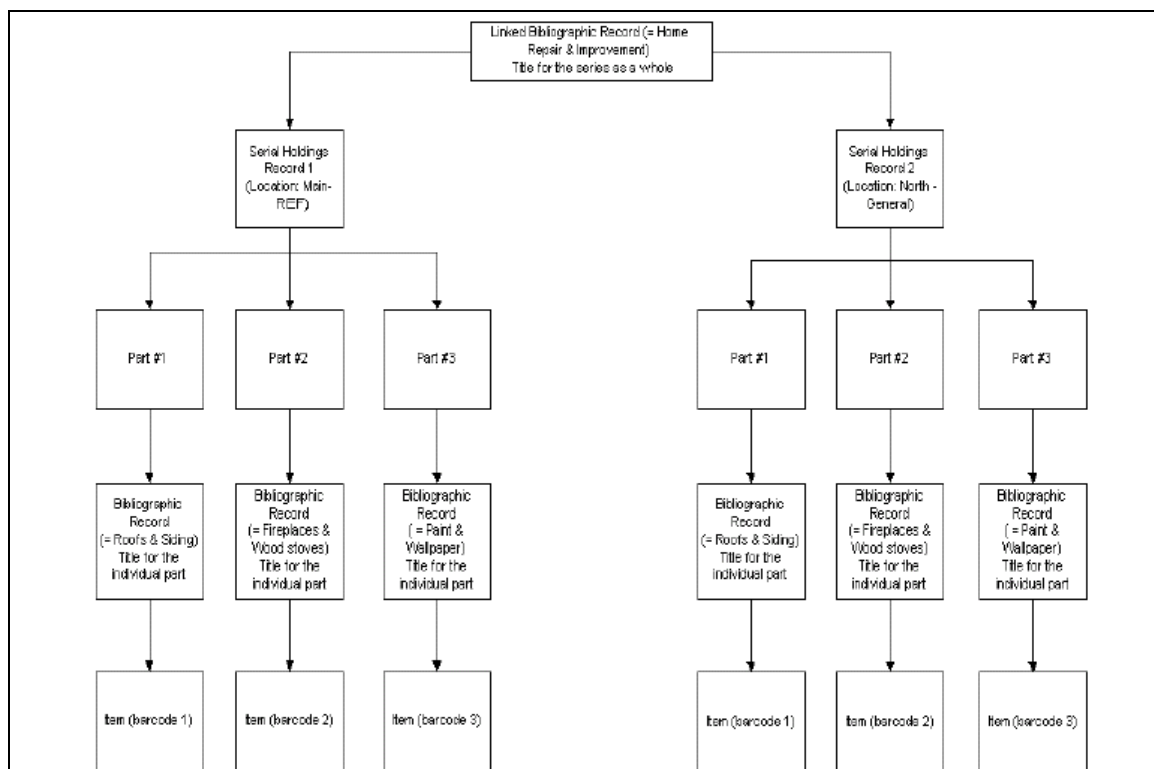 Linked Bibliographic Record (= Home
Repair & Improvement)
Title for the series as a whole
Serial Holdings
Record 1
(Location: Main-
REF)
Serial Holdings
Record 2
(Location: North -
General)
Part #1
Part #2
Part #3
Part #1
Part #2
Part #3
Bibliographic
Record
(= Roofs & Siding)
Title for the
individual part
Bibliographic
Record
(= Fireplaces &
Wood stoves)
Title for the
individual part
Bibliographic
Record
( = Paint &
Wallpaper)
Title for the
individual part
Bibliographic
Record
(= Roofs & Siding)
Title for the
individual part
Bibliographic
Record
(= Fireplaces &
Wood stoves)
Title for the
individual part
Bibliographic
Record
( = Paint &
Wallpaper)
Title for the
individual part
Item (barcode 1)
Item (barcode 2)
Item (barcode 3)
Item (barcode 1)
Item (barcode 2)
Item (barcode 3)